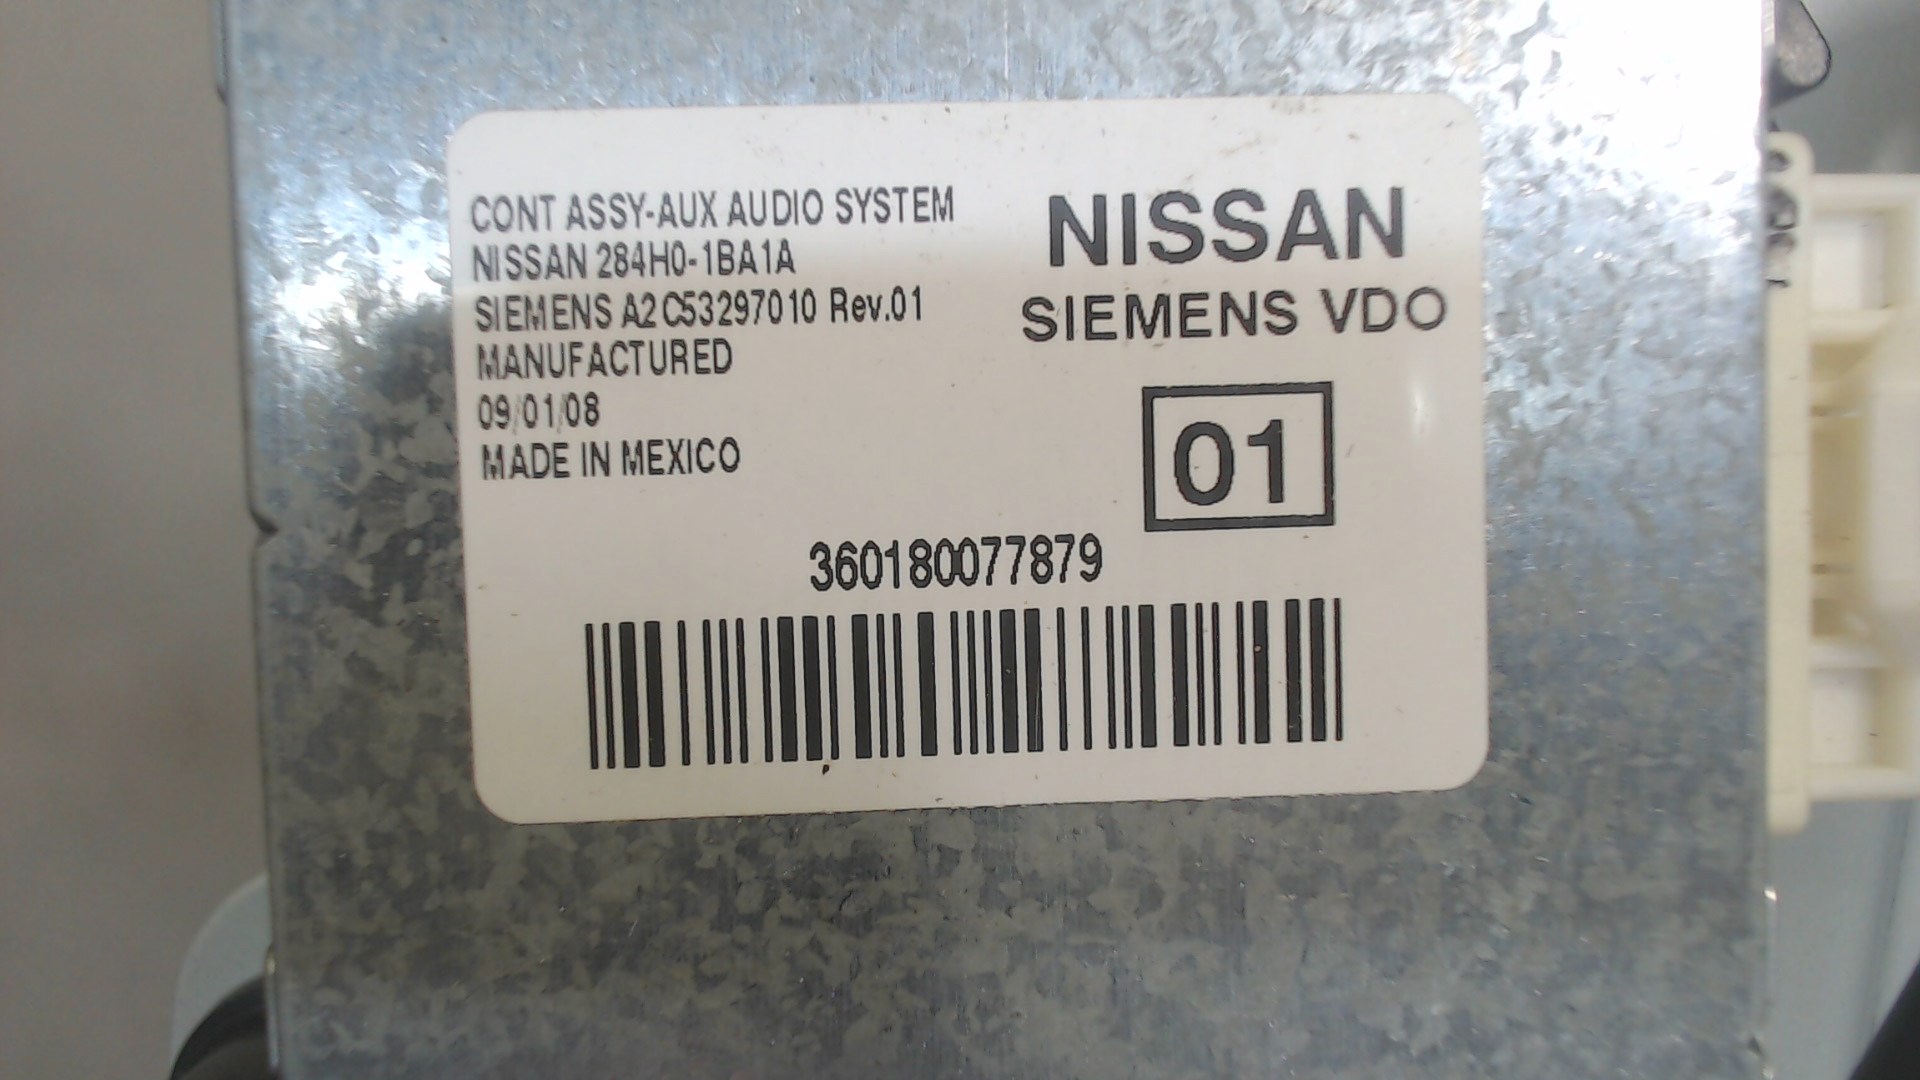 CONT ASSY-AUX AUDIO SYSTEM
NISSAN 284H0-1BA1A
SIEMENS A2C53297010 Rev.01
MANUFACTURED
09/01/08
MADE IN MEXICO
NISSAN
SIEMENS VDO
01
360180077879